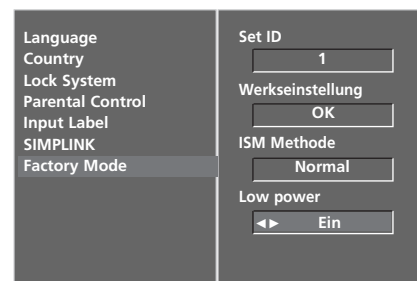 Language
Country
Lock System
Parental Control
Input Label
SIMPLINK
Factory Mode
Set ID
1
Werkseinstellung
OK
ISM Methode
Normal
Low power
◄► Ein